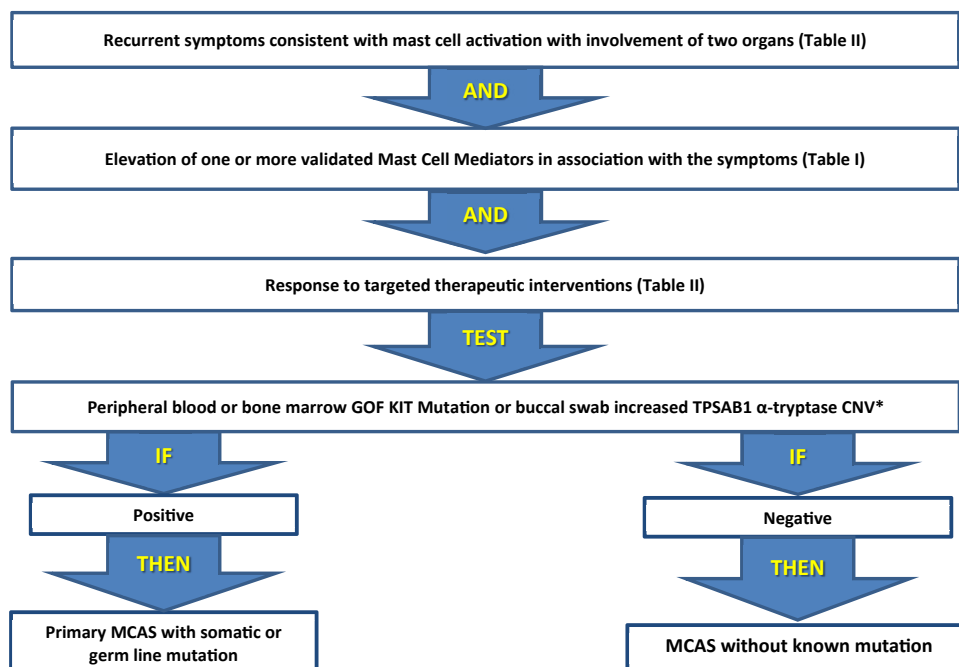 Recurrent symptoms consistent with mast cell activation with involvement of two organs (Table II)
AND
Elevation of one or more validated Mast Cell Mediators in association with the symptoms (Table I)
AND
Response to targeted therapeutic interventions (Table II)
TEST
Peripheral blood or bone marrow GOF KIT Mutation or buccal swab increased TPSAB1 α-tryptase CNV*
IF
IF
Positive
Negative
THEN
THEN
Primary MCAS with somatic or
germ line mutation
MCAS without known mutation